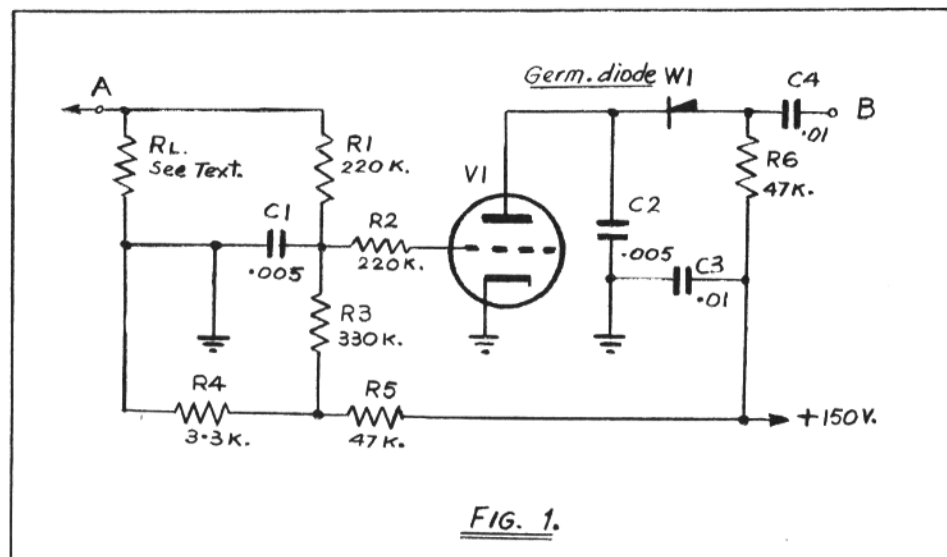 A
Germ. diode W1
C4
.01
B
RL.
See Text.
R1
220K.
V1
R6
47K.
C1
.005
R2
220K.
C2
.005
C3
.01
R3
330K.
R4
3.3K.
R5
47K.
+150V.
FIG. 1.